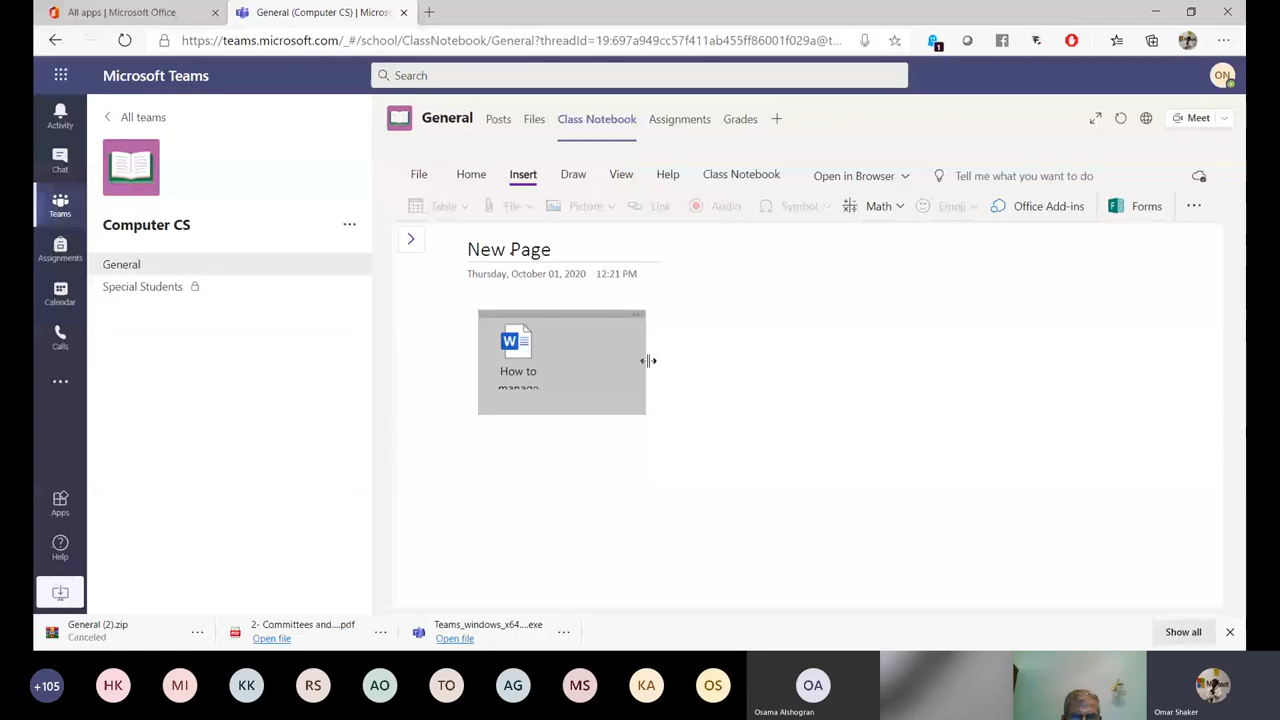 All apps | Microsoft Office
General (Computer CS) | Micros
https://teams.microsoft.com/_#/school/ClassNotebook/General?threadId=19:697a949cc57f411ab455ff86001f029a@t...
1
Microsoft Teams
Search
ON
Activity
Chat
Teams
Assignments
Calendar
Calls
Apps
Help
All teams
Computer CS
General
Special Students
General Posts Files Class Notebook Assignments Grades
Meet
File Home Insert Draw View Help Class Notebook Open in Browser Tell me what you want to do
Table File Picture Link Audio Symbol Math Emoji Office Add-ins Forms
New Page
Thursday, October 01, 2020 12:21 PM
W
How to
manage
General (2).zip
Canceled
2- Committees and....pdf
Open file
Teams_windows_x64....exe
Open file
Show all
+105 HK MI KK RS AO TO AG MS KA OS OA
Osama Alshogran
Microsoft
Omar Shaker